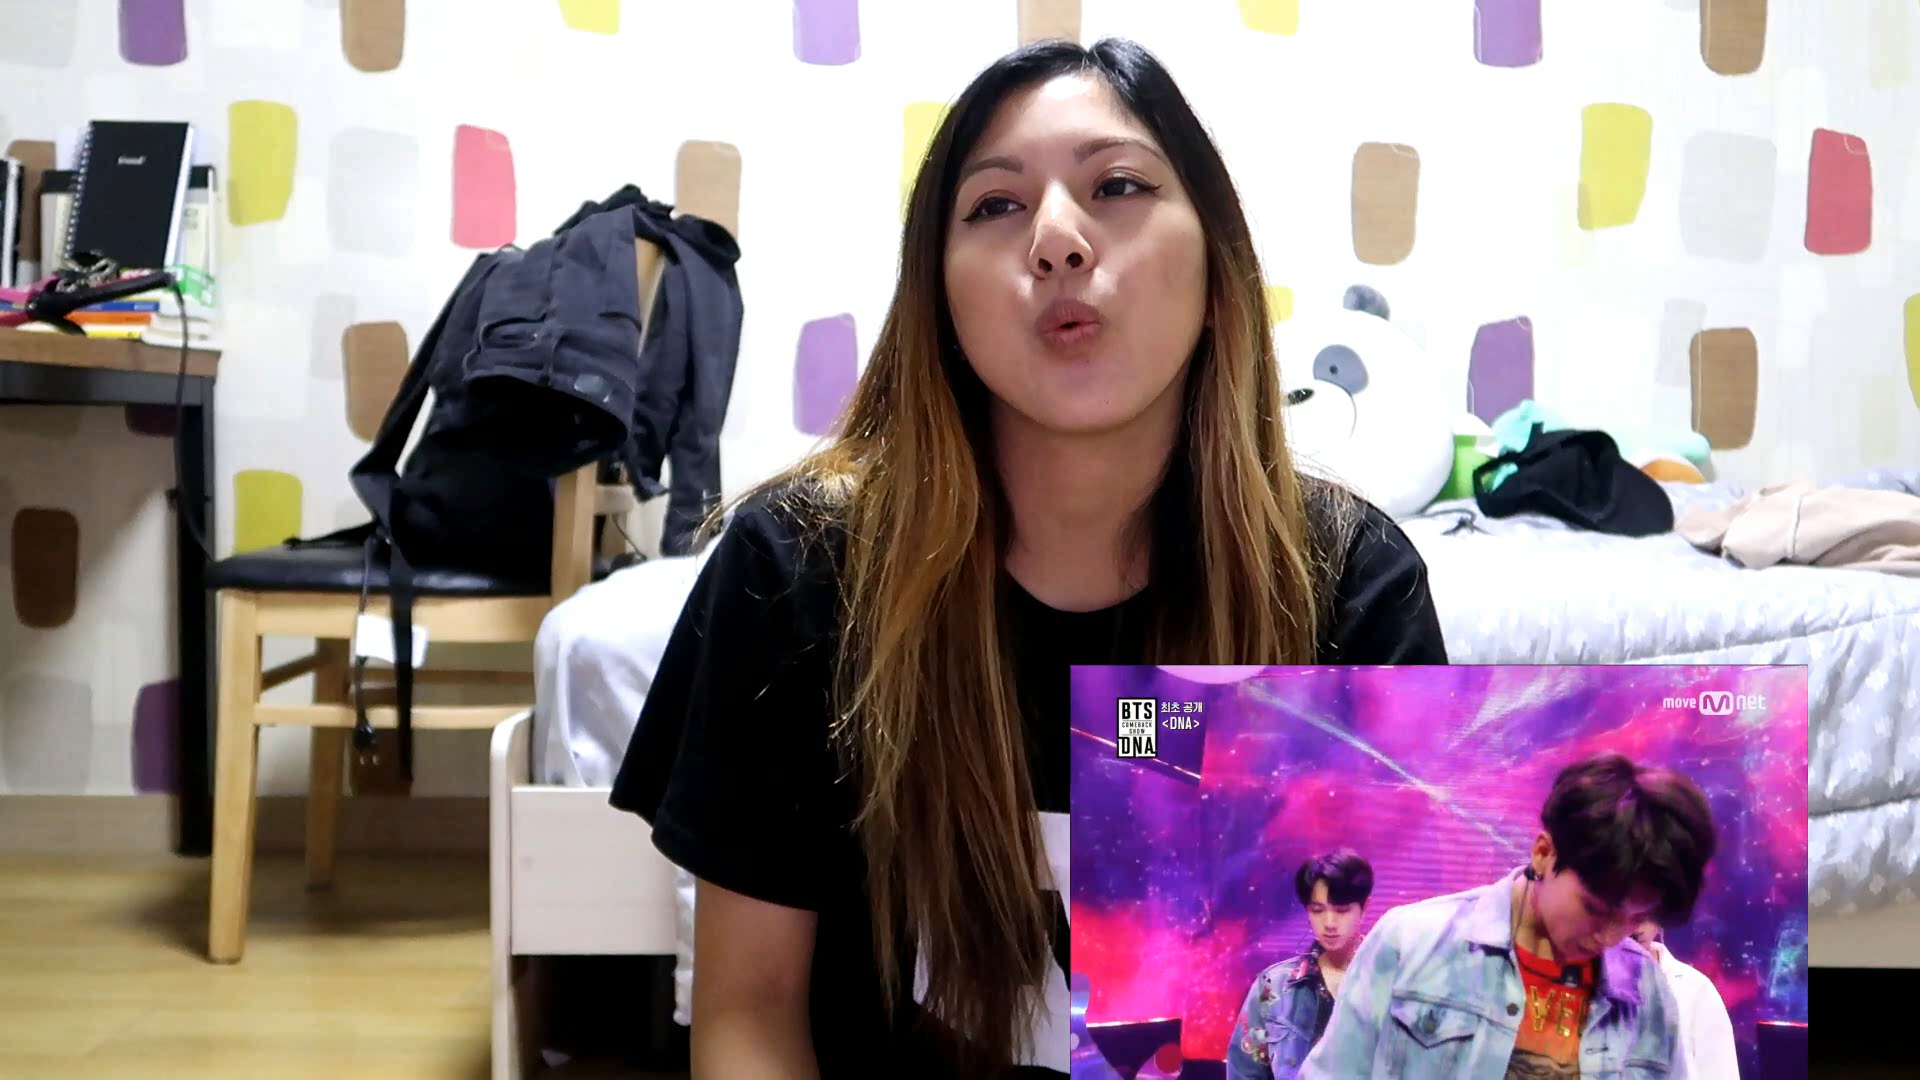 BTS
COMEBACK
SHOW
DNA
최초 공개
<DNA>
move Mnet